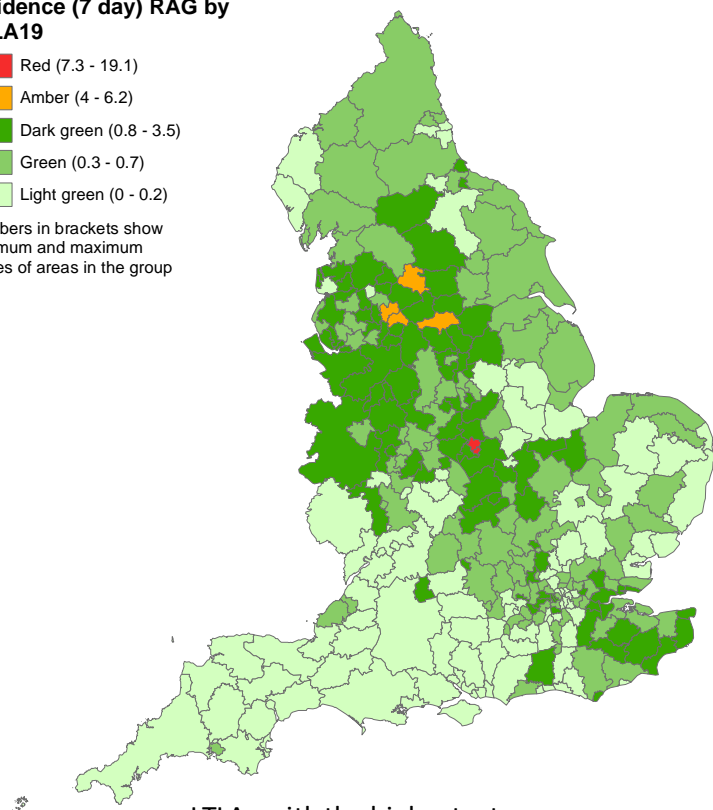 idence (7 day) RAG by
LA19
Red (7.3 - 19.1)
Amber (4 - 6.2)
Dark green (0.8 - 3.5)
Green (0.3 - 0.7)
Light green (0 - 0.2)
bers in brackets show
mum and maximum
es of areas in the group